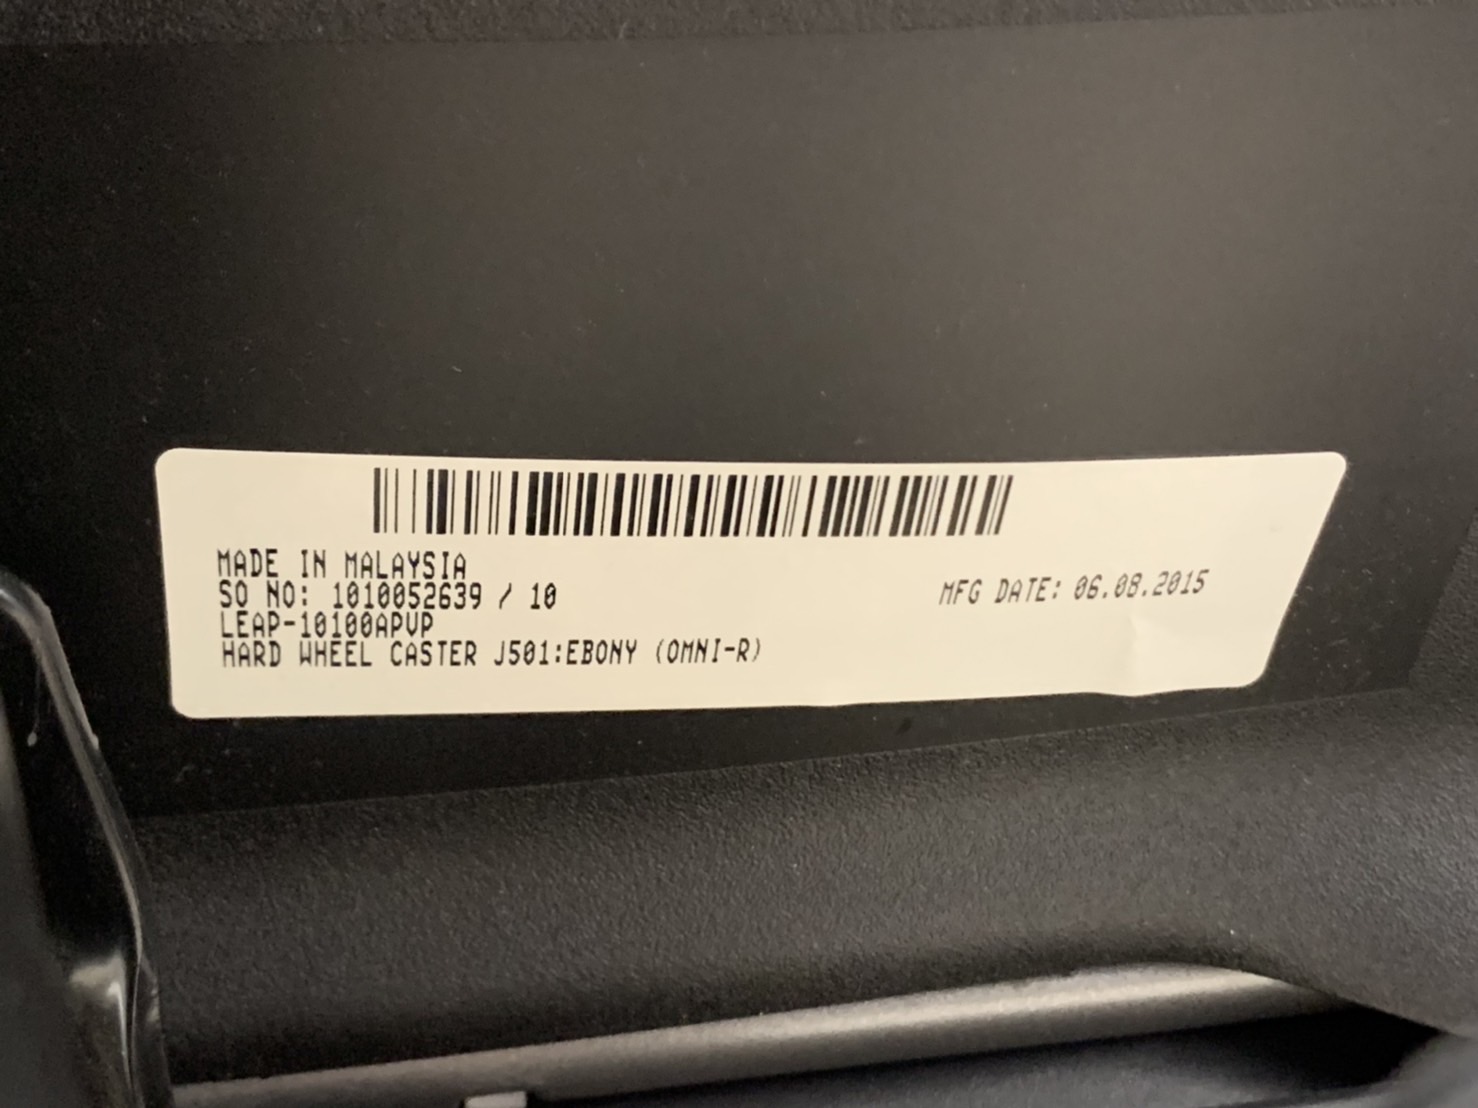 MADE IN MALAYSIA
SO NO: 1010052639 / 10
MFG DATE: 06.08.2015
LEAP-10100APVP
HARD WHEEL CASTER J501:EBONY (OMNI-R)